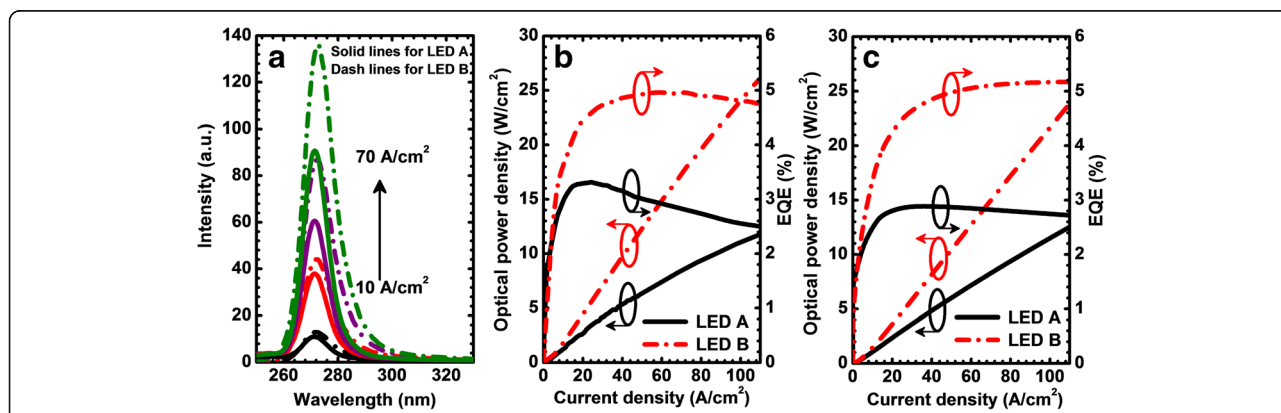 a
Solid lines for LED A
Dash lines for LED B
70 A/cm²
10 A/cm²
Intensity (a.u.)
0
20
40
60
80
100
120
140
260
280
300
320
Wavelength (nm)
b
Optical power density (W/cm²)
0
5
10
15
20
25
30
0
20
40
60
80
100
Current density (A/cm²)
0
1
2
3
4
5
6
EQE (%)
LED A
LED B
c
Optical power density (W/cm²)
0
5
10
15
20
25
30
0
20
40
60
80
100
Current density (A/cm²)
0
1
2
3
4
5
6
EQE (%)
LED A
LED B